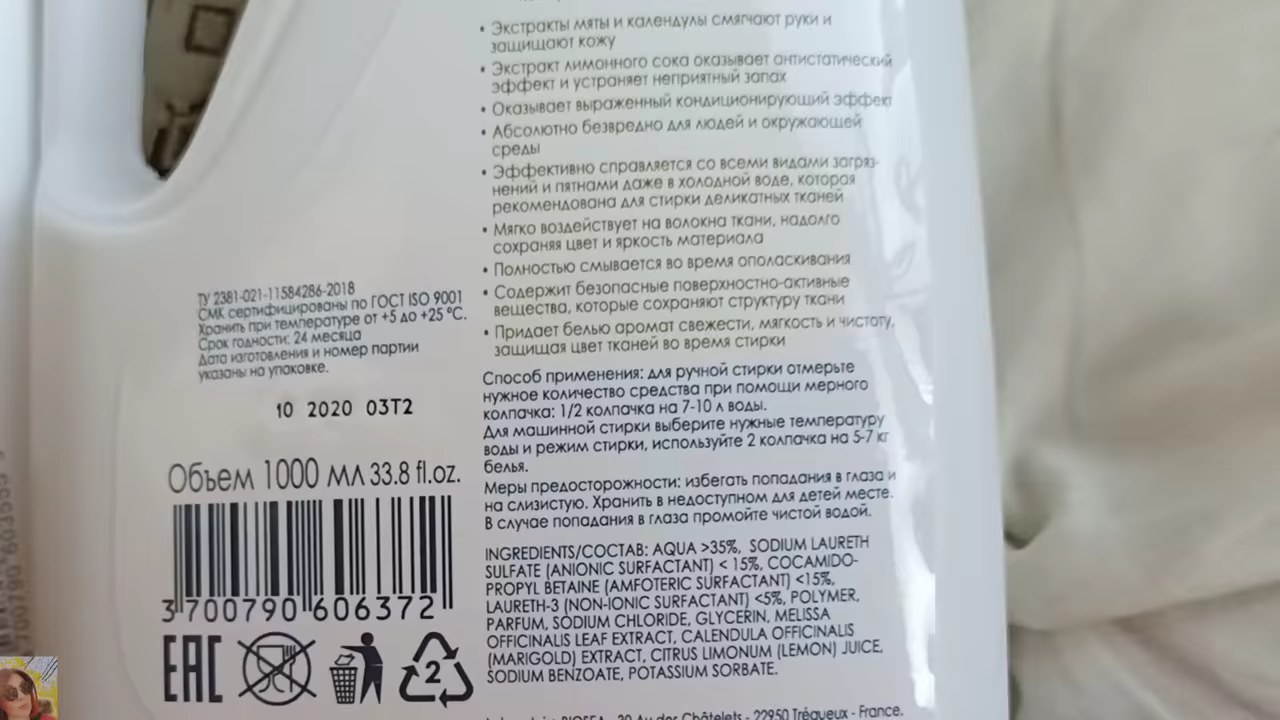 • Экстракты мяты и календулы смягчают руки и
защищают кожу
• Экстракт лимонного сока оказывает антистатический
эффект и устраняет неприятный запах
• Оказывает выраженный кондиционирующий эффект
• Абсолютно безвредно для людей и окружающей
среды
• Эффективно справляется со всеми видами загряз-
нений и пятнами даже в холодной воде, которая
рекомендована для стирки деликатных тканей
• Мягко воздействует на волокна ткани, надолго
сохраняя цвет и яркость материала
• Полностью смывается во время ополаскивания
• Содержит безопасные поверхностно-активные
вещества, которые сохраняют структуру ткани
• Придает белью аромат свежести, мягкость и чистоту,
защищая цвет тканей во время стирки
Способ применения: для ручной стирки отмерьте
нужное количество средства при помощи мерного
колпачка: 1/2 колпачка на 7-10 л воды.
Для машинной стирки выберите нужные температуру
воды и режим стирки, используйте 2 колпачка на 5-7 кг
белья.
Меры предосторожности: избегать попадания в глаза и
на слизистую. Хранить в недоступном для детей месте.
В случае попадания в глаза промойте чистой водой.
INGREDIENTS/СОСТАВ: AQUA >35%, SODIUM LAURETH
SULFATE (ANIONIC SURFACTANT) < 15%, COCAMIDO-
PROPYL BETAINE (AMFOTERIC SURFACTANT) <15%,
LAURETH-3 (NON-IONIC SURFACTANT) <5%, POLYMER,
PARFUM, SODIUM CHLORIDE, GLYCERIN, MELISSA
OFFICINALIS LEAF EXTRACT, CALENDULA OFFICINALIS
(MARIGOLD) EXTRACT, CITRUS LIMONUM (LEMON) JUICE,
SODIUM BENZOATE, POTASSIUM SORBATE.
30 Av des Châtelets - 22950 Trégueux - France.
ТУ 2381-021-11584286-2018
СМК сертифицированы по ГОСТ ISO 9001
Хранить при температуре от +5 до +25 °C.
Срок годности: 24 месяца
Дата изготовления и номер партии
указаны на упаковке.
10 2020 03T2
Объем 1000 мл 33.8 fl.oz.
3 700790 606372
EAC
2